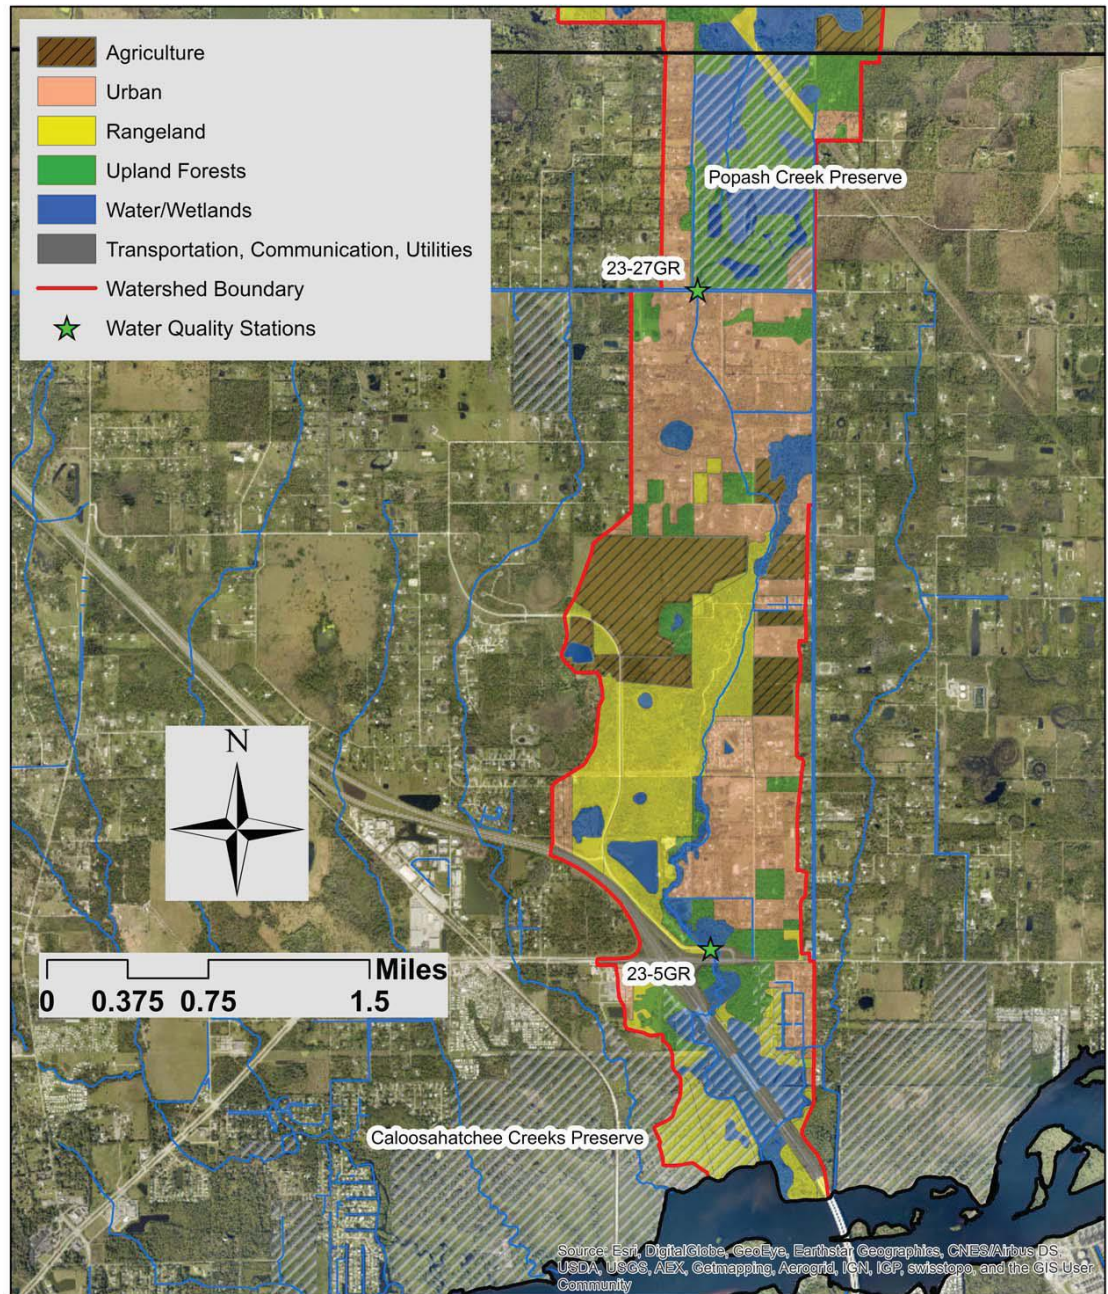 Agriculture
Urban
Rangeland
Upland Forests
Water/Wetlands
Transportation, Communication, Utilities
Watershed Boundary
Water Quality Stations
Popash Creek Preserve
23-27GR
N
Miles
0 0.375 0.75 1.5
23-5GR
Caloosahatchee Creeks Preserve
Source: Esri, DigitalGlobe, GeoEye, Earthstar Geographics, CNES/Airbus DS,
USDA, USGS, AEX, Getmapping, Aerogrid, IGN, IGP, swisstopo, and the GIS User
Community